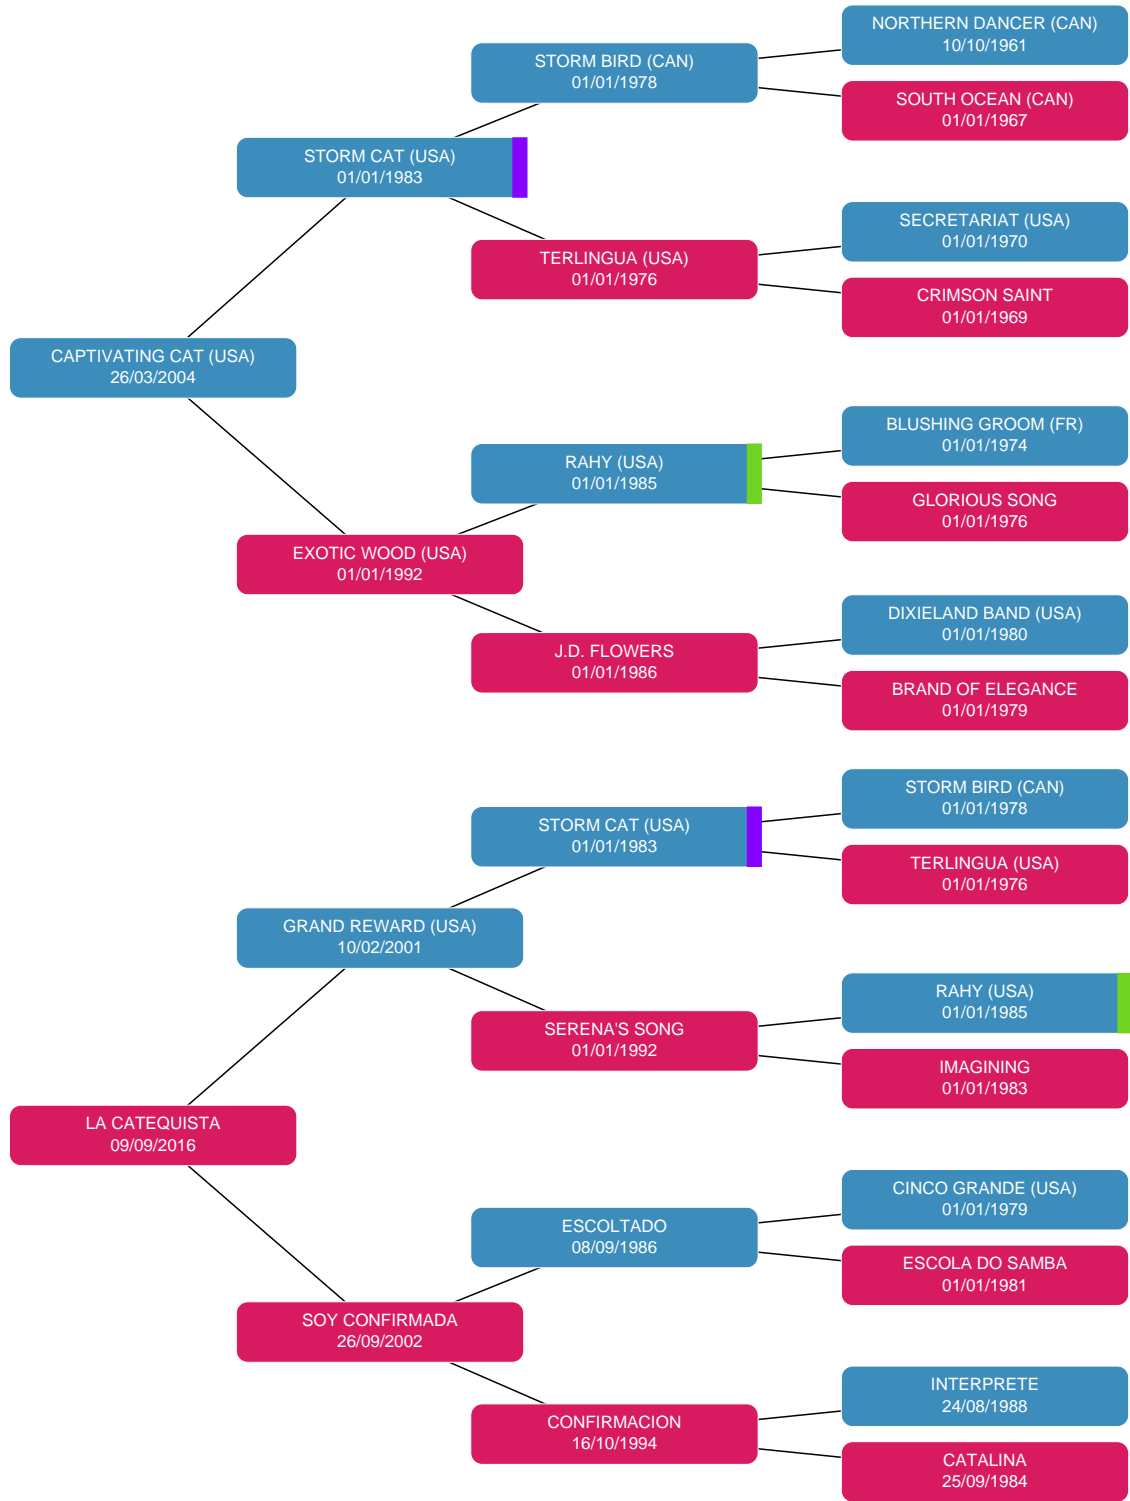 NORTHERN DANCER (CAN)
10/10/1961
STORM BIRD (CAN)
01/01/1978
SOUTH OCEAN (CAN)
01/01/1967
STORM CAT (USA)
01/01/1983
SECRETARIAT (USA)
01/01/1970
TERLINGUA (USA)
01/01/1976
CRIMSON SAINT
01/01/1969
CAPTIVATING CAT (USA)
26/03/2004
BLUSHING GROOM (FR)
01/01/1974
RAHY (USA)
01/01/1985
GLORIOUS SONG
01/01/1976
EXOTIC WOOD (USA)
01/01/1992
DIXIELAND BAND (USA)
01/01/1980
J.D. FLOWERS
01/01/1986
BRAND OF ELEGANCE
01/01/1979
STORM BIRD (CAN)
01/01/1978
STORM CAT (USA)
01/01/1983
TERLINGUA (USA)
01/01/1976
GRAND REWARD (USA)
10/02/2001
RAHY (USA)
01/01/1985
SERENA'S SONG
01/01/1992
IMAGINING
01/01/1983
LA CATEQUISTA
09/09/2016
CINCO GRANDE (USA)
01/01/1979
ESCOLTADO
08/09/1986
ESCOLA DO SAMBA
01/01/1981
SOY CONFIRMADA
26/09/2002
INTERPRETE
24/08/1988
CONFIRMACION
16/10/1994
CATALINA
25/09/1984